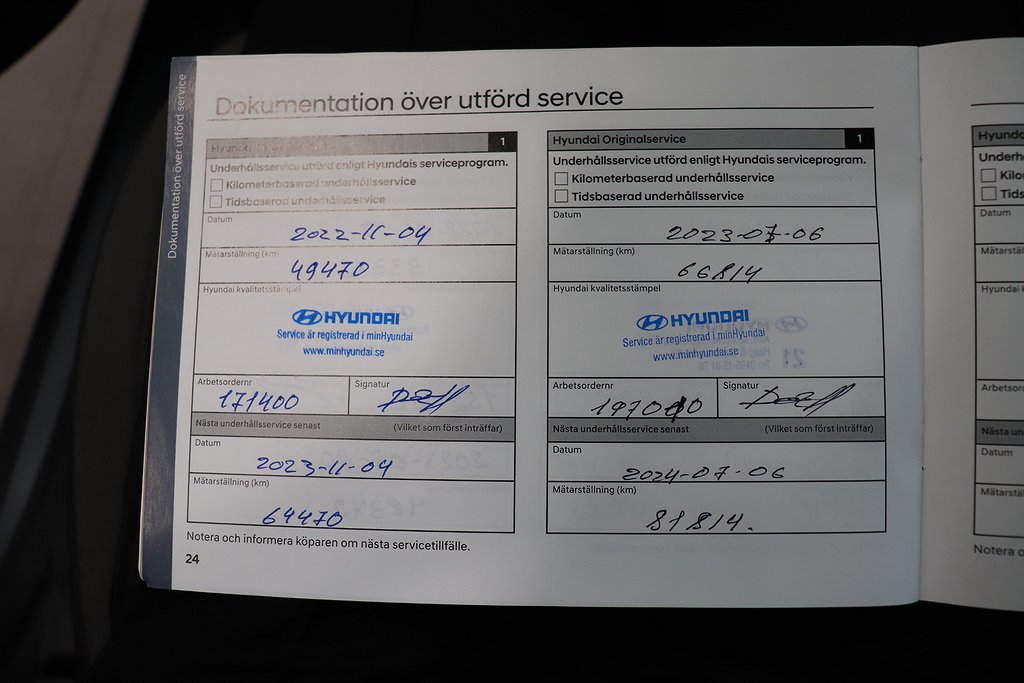 Dokumentation över utförd service
Dokumentation över utförd service
1
Underhållsservice utförd enligt Hyundais serviceprogram.
Kilometerbaserad underhållsservice
Tidsbaserad underhållsservice
Datum
2022-11-04
Mätarställning (km)
49470
Hyundai kvalitetsstämpel
HYUNDAI
Service är registrerad i minHyundai
www.minhyundai.se
Arbetsordernr
171400
Signatur
Nästa underhållsservice senast (Vilket som först inträffar)
Datum
2023-11-04
Mätarställning (km)
64470
Notera och informera köparen om nästa servicetillfälle.
24
Hyundai Originalservice 1
Underhållsservice utförd enligt Hyundais serviceprogram.
Kilometerbaserad underhållsservice
Tidsbaserad underhållsservice
Datum
2023-07-06
Mätarställning (km)
66814
Hyundai kvalitetsstämpel
HYUNDAI
Service är registrerad i minHyundai
www.minhyundai.se
Arbetsordernr
Signatur
Nästa underhållsservice senast (Vilket som först inträffar)
Datum
2024-07-06
Mätarställning (km)
81814.
Hyundai
Datum
Hyundai
Datum
Notera